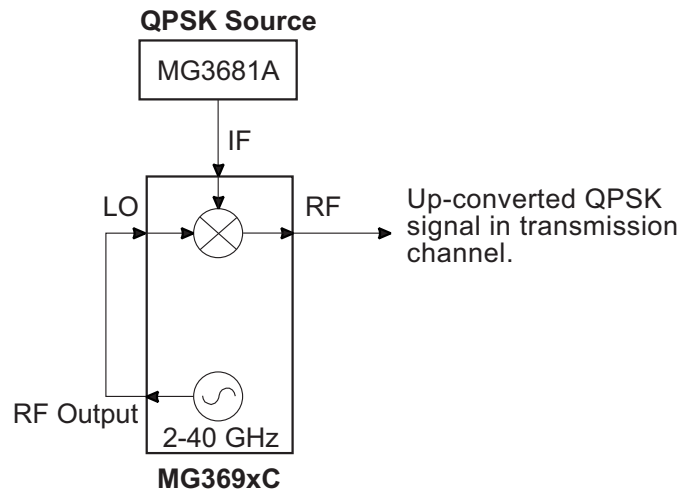 QPSK Source
MG3681A
IF
LO
RF
Up-converted QPSK
signal in transmission
channel.
RF Output
2-40 GHz
MG369xC